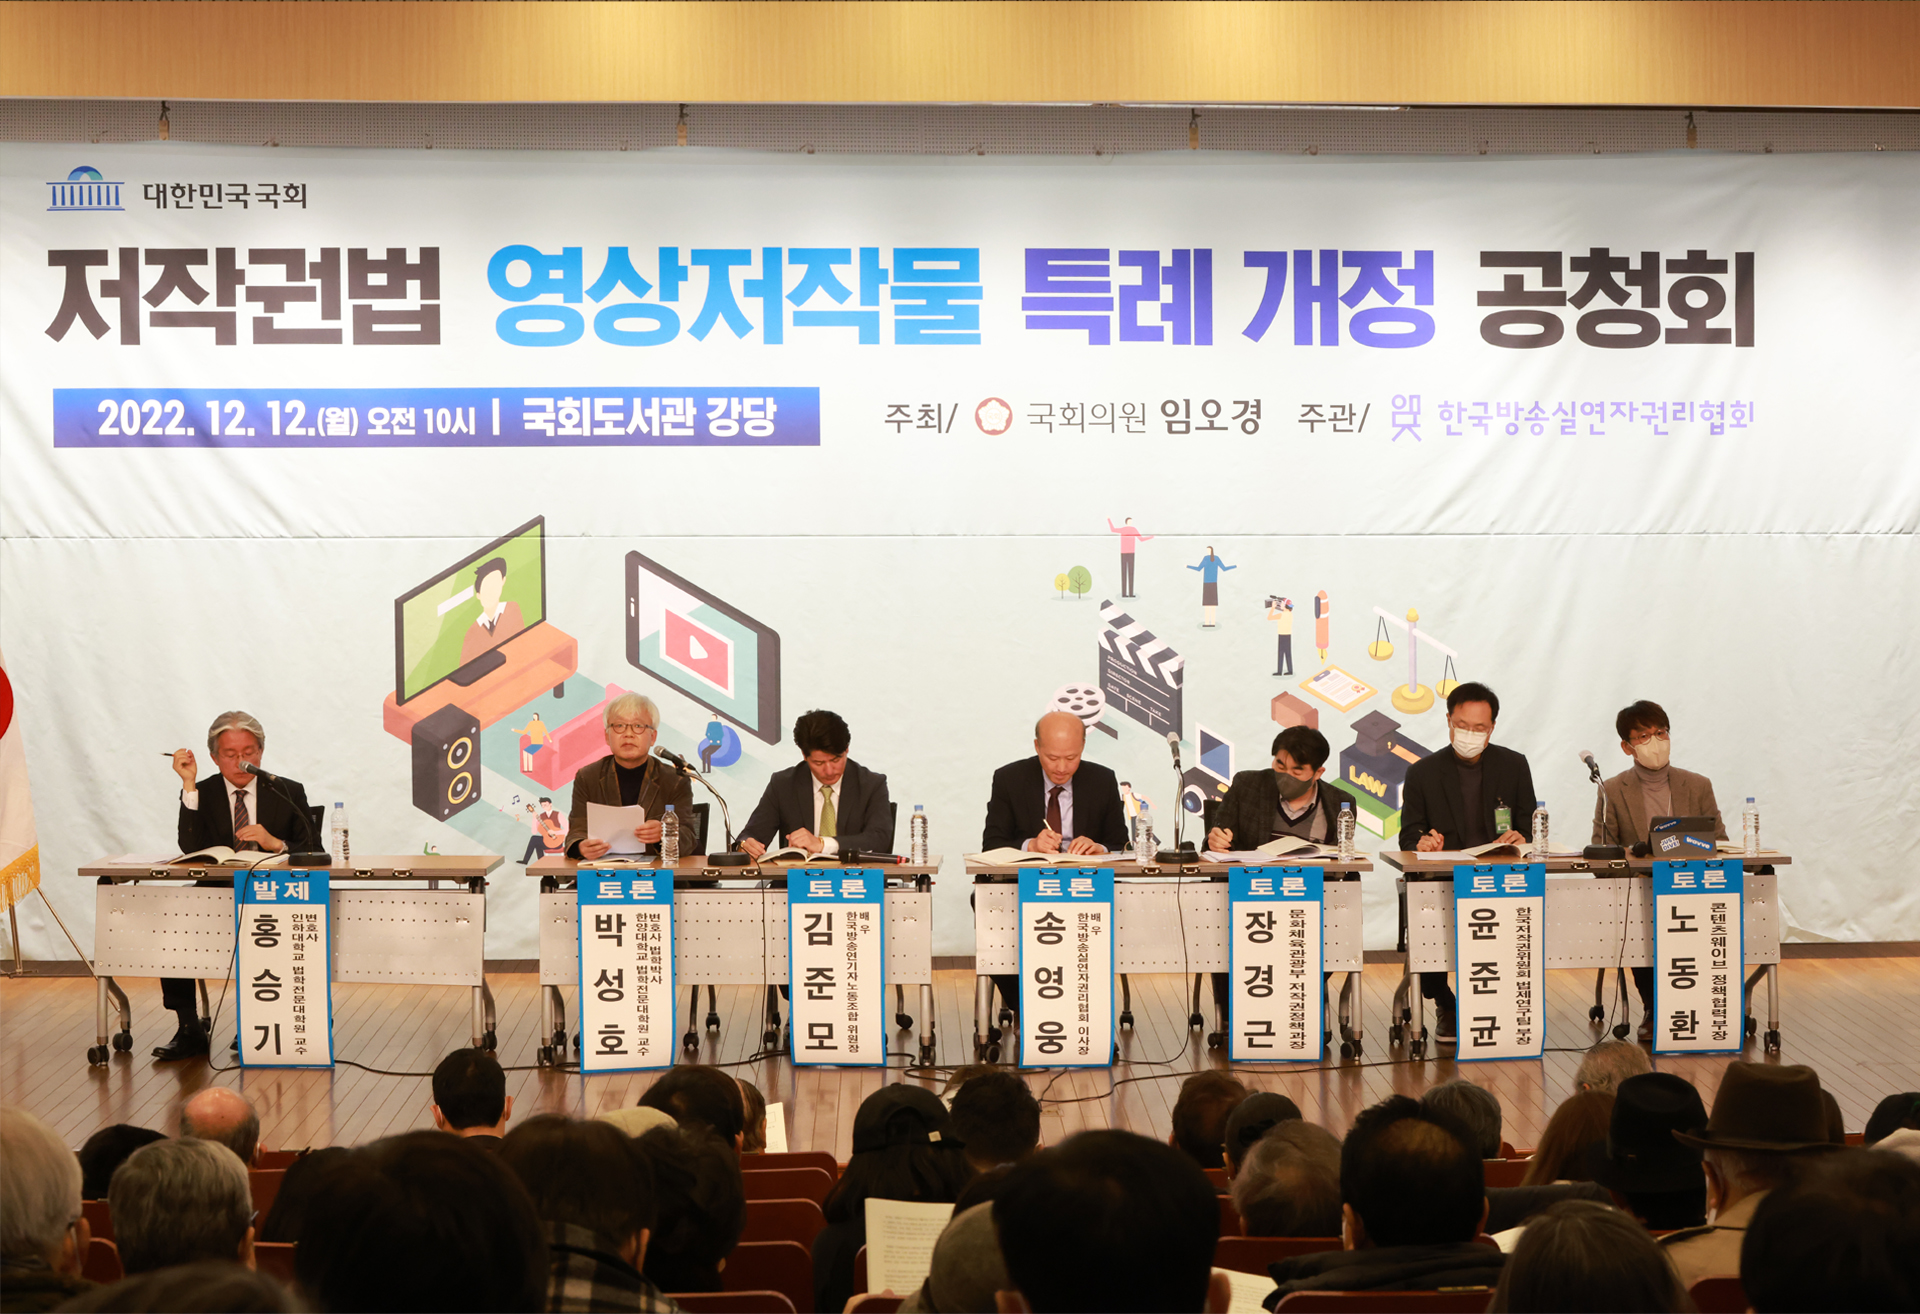 대한민국국회
저작권법 영상저작물 특례 개정 공청회
2022. 12. 12.(월) 오전 10시 | 국회도서관 강당
주최/ 국회의원 임오경 주관/ 한국방송실연자권리협회
PRODUCTION
DIRECTOR
DATE SCENE TAKE
LAW
발제
홍승기
변호사
인하대학교 법학전문대학원 교수
토론
박성호
변호사 법학박사
한양대학교 법학전문대학원 교수
토론
김준모
배우
한국방송연기자노동조합 위원장
토론
송영웅
배우
한국방송실연자권리협회 이사장
토론
장경근
문화체육관광부 저작권정책과장
토론
윤준균
한국저작권위원회 법제연구팀 부장
토론
노동환
콘텐츠웨이브 정책협력부장